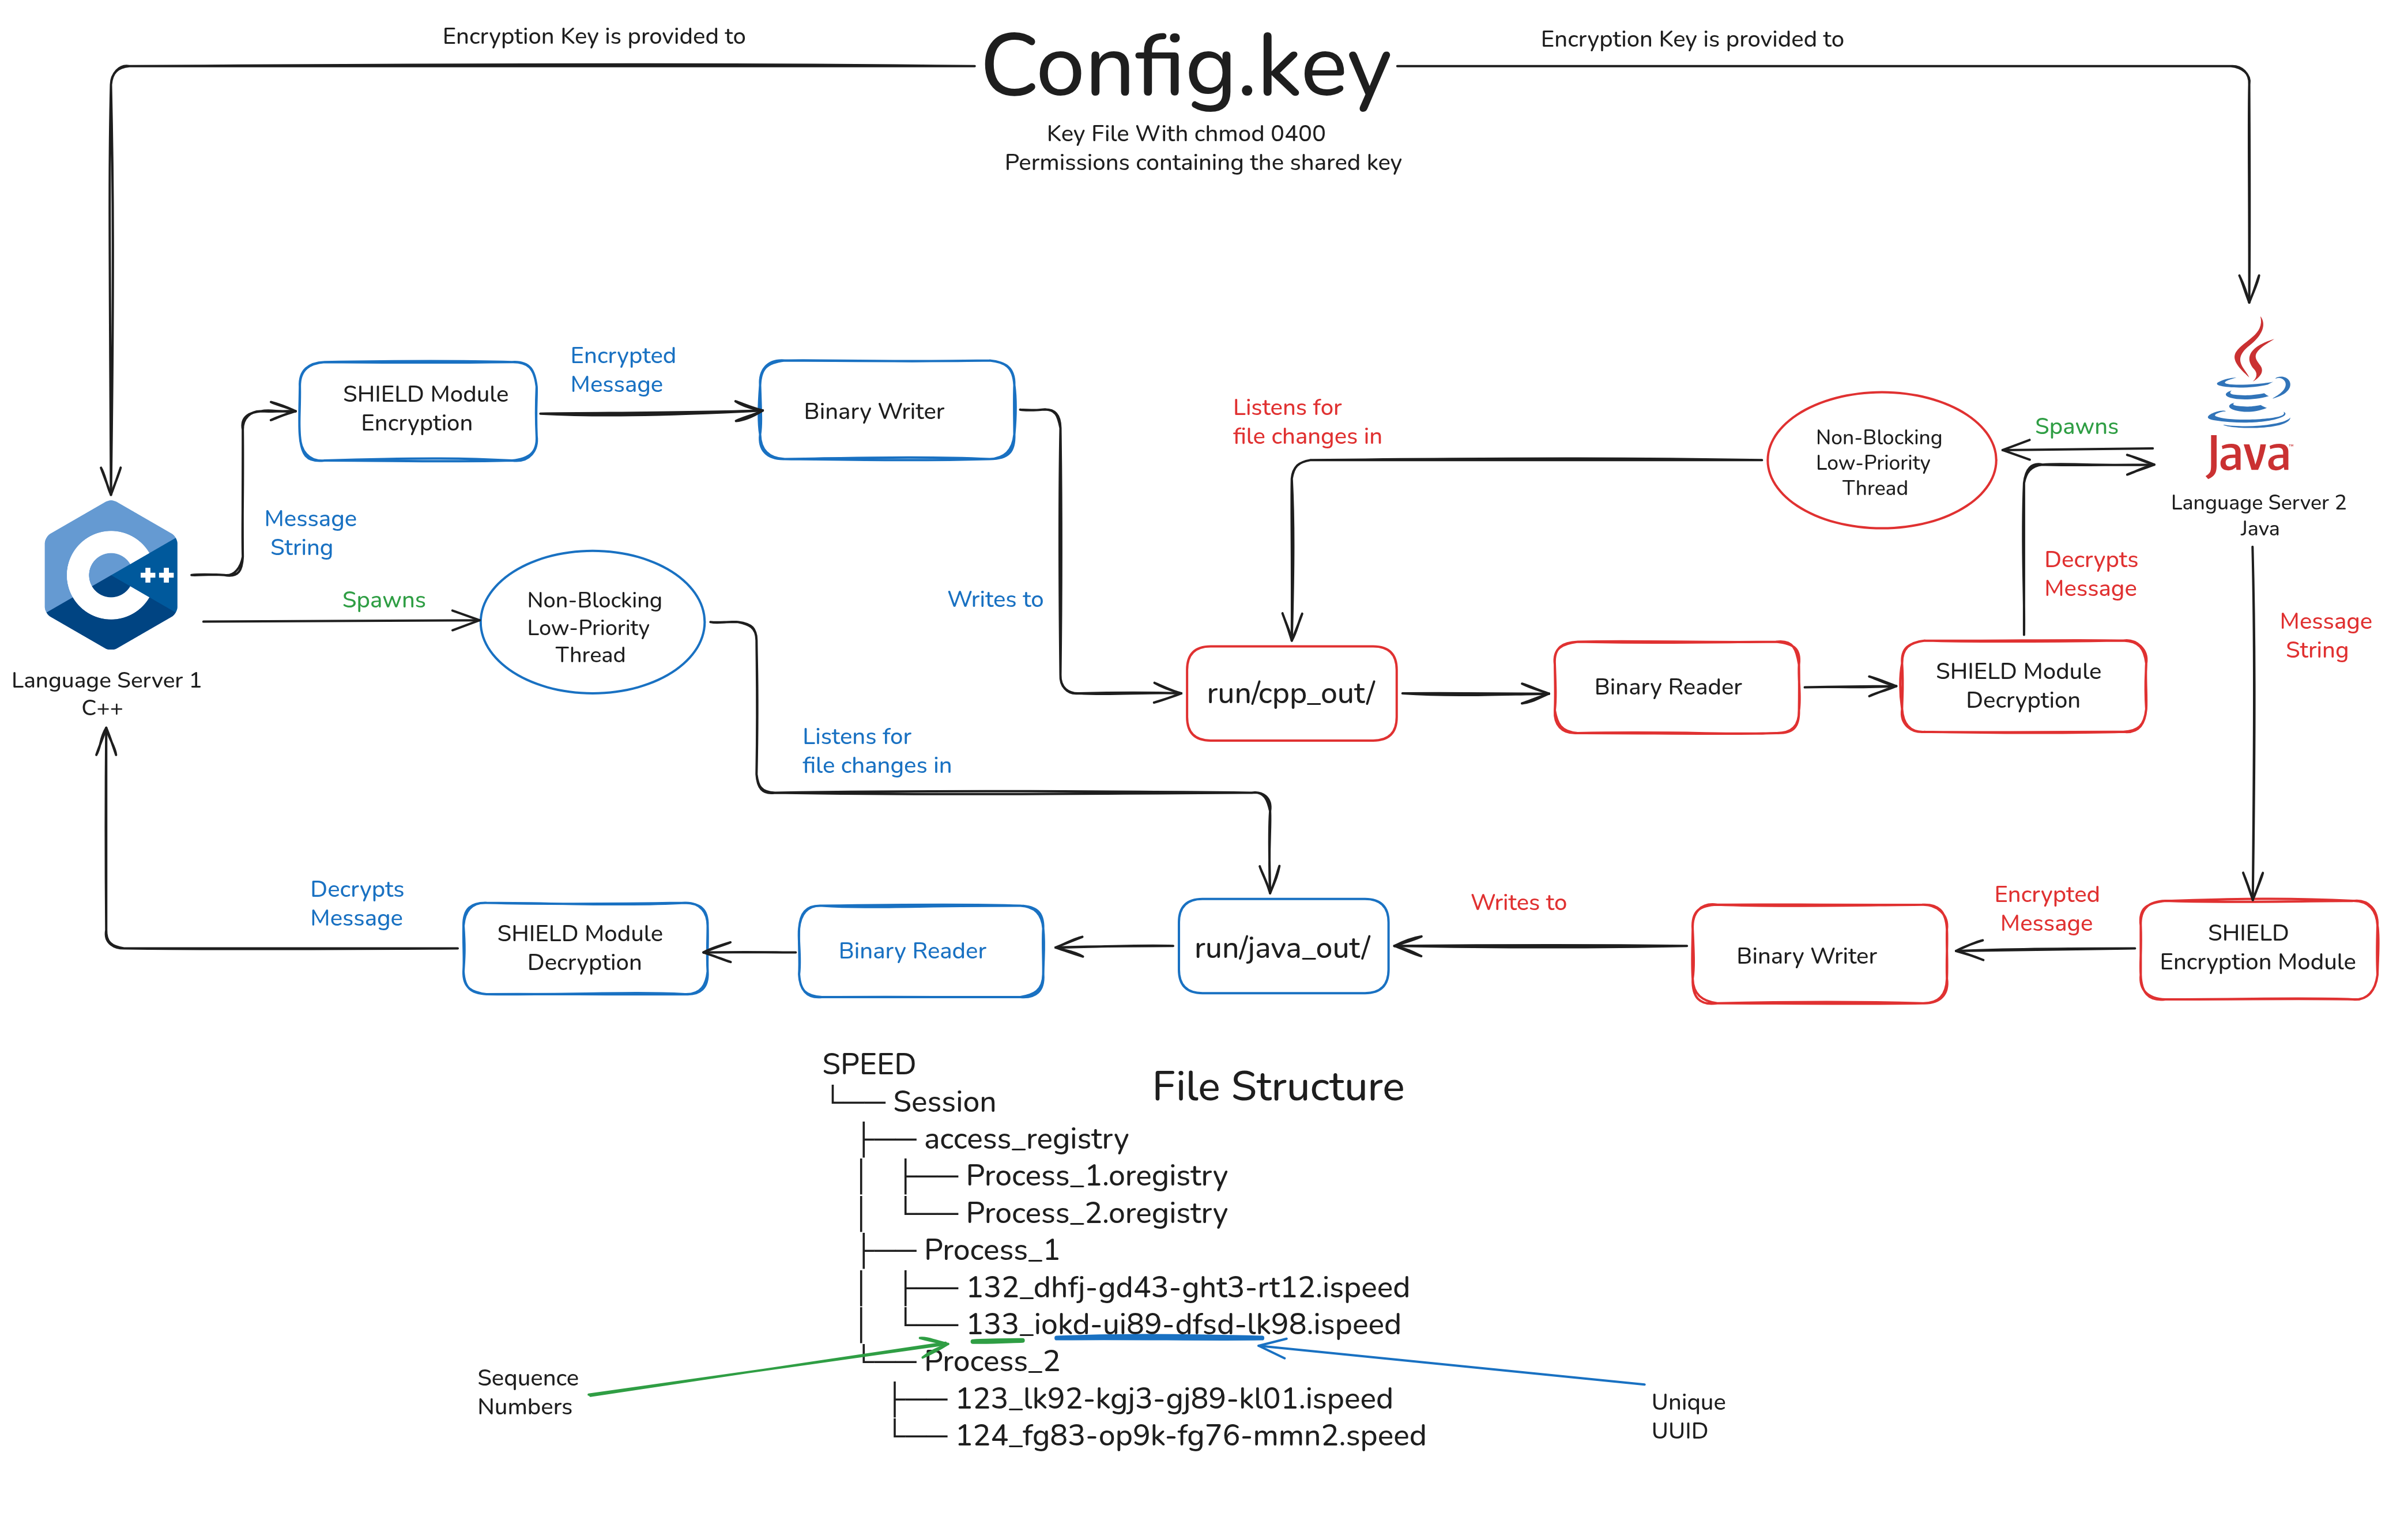 Encryption Key is provided to
Config.key
Encryption Key is provided to
Key File With chmod 0400
Permissions containing the shared key
SHIELD Module
Encryption
Encrypted
Message
Binary Writer
Listens for
file changes in
Non-Blocking
Low-Priority
Thread
Spawns
Java
Language Server 2
Java
Message
String
++
Language Server 1
C++
Spawns
Non-Blocking
Low-Priority
Thread
Writes to
run/cpp_out/
Binary Reader
SHIELD Module
Decryption
Decrypts
Message
Message
String
Listens for
file changes in
Decrypts
Message
SHIELD Module
Decryption
Binary Reader
run/java_out/
Writes to
Binary Writer
Encrypted
Message
SHIELD
Encryption Module
File Structure
SPEED
Session
access_registry
Process_1.oregistry
Process_2.oregistry
Process_1
132_dhfj-gd43-ght3-rt12.ispeed
133_iokd-ui89-dfsd-lk98.ispeed
Process_2
123_lk92-kgj3-gj89-kl01.ispeed
124_fg83-op9k-fg76-mmn2.speed
Sequence
Numbers
Unique
UUID